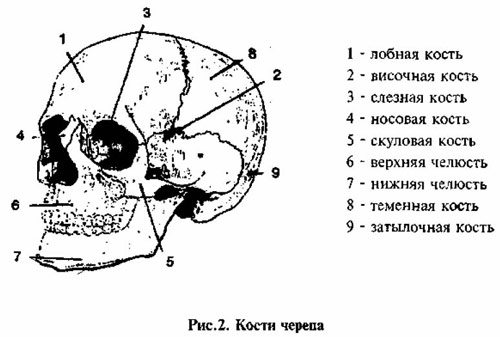 3
1
8
2
4
9
6
7
5
1 - лобная кость
2 - височная кость
3 - слезная кость
4 - носовая кость
5 - скуловая кость
6 - верхняя челюсть
7 - нижняя челюсть
8 - теменная кость
9 - затылочная кость
Рис.2. Кости черепа